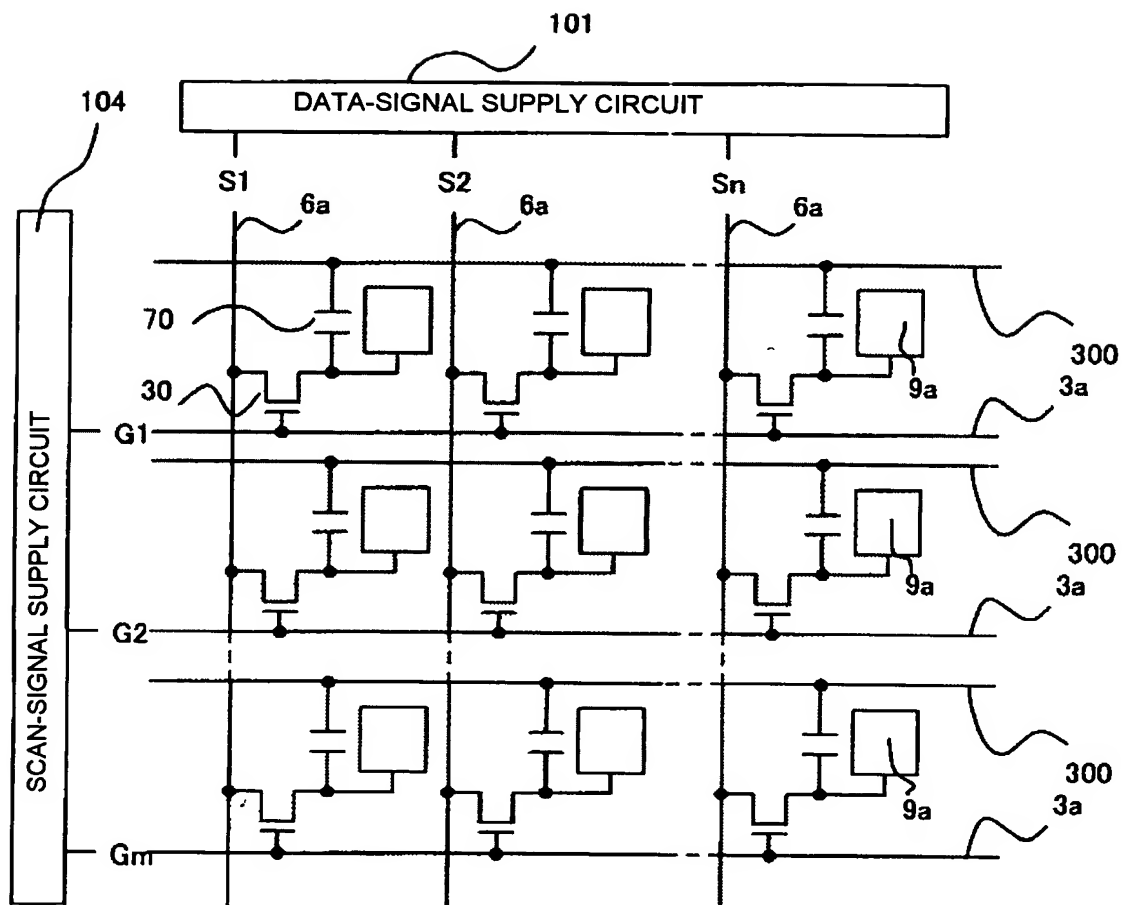 101
DATA-SIGNAL SUPPLY CIRCUIT
104
S1 S2 Sn
6a 6a 6a
70
300
30
9a
3a
G1
300
9a
3a
G2
300
9a
3a
Gm
SCAN-SIGNAL SUPPLY CIRCUIT